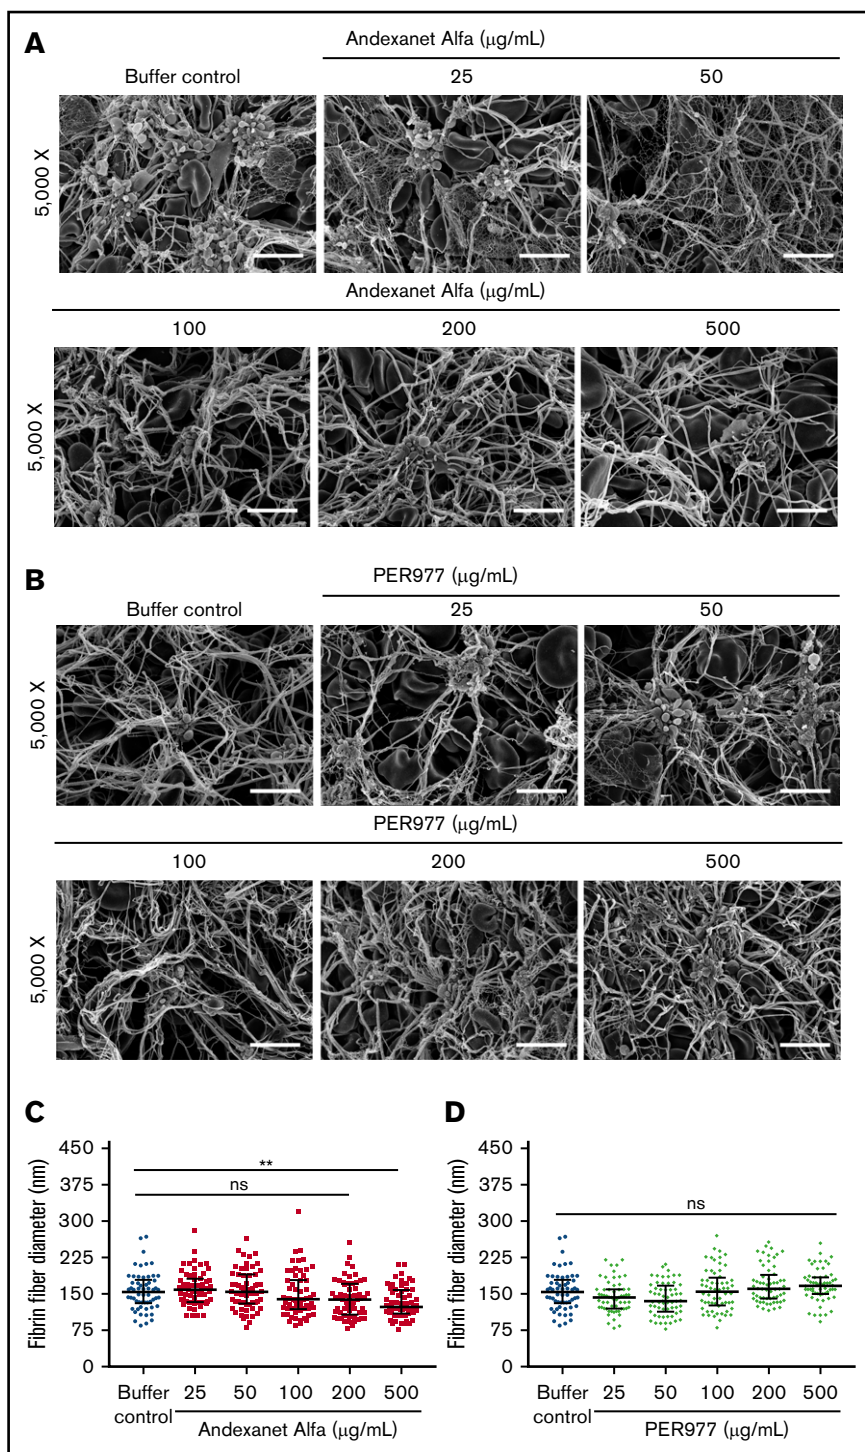 A
Andexanet Alfa (μg/mL)
Buffer control
25
50
5,000 X
Andexanet Alfa (μg/mL)
100
200
500
5,000 X
B
PER977 (μg/mL)
Buffer control
25
50
5,000 X
PER977 (μg/mL)
100
200
500
5,000 X
C
Fibrin fiber diameter (nm)
450
375
300
225
150
75
0
**
ns
Buffer control
25
50
100
200
500
Andexanet Alfa (μg/mL)
D
Fibrin fiber diameter (nm)
450
375
300
225
150
75
0
ns
Buffer control
25
50
100
200
500
PER977 (μg/mL)